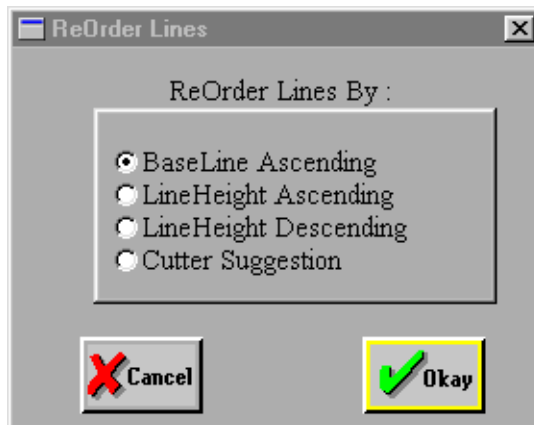 ReOrder Lines
ReOrder Lines By :
BaseLine Ascending
LineHeight Ascending
LineHeight Descending
Cutter Suggestion
Cancel
Okay